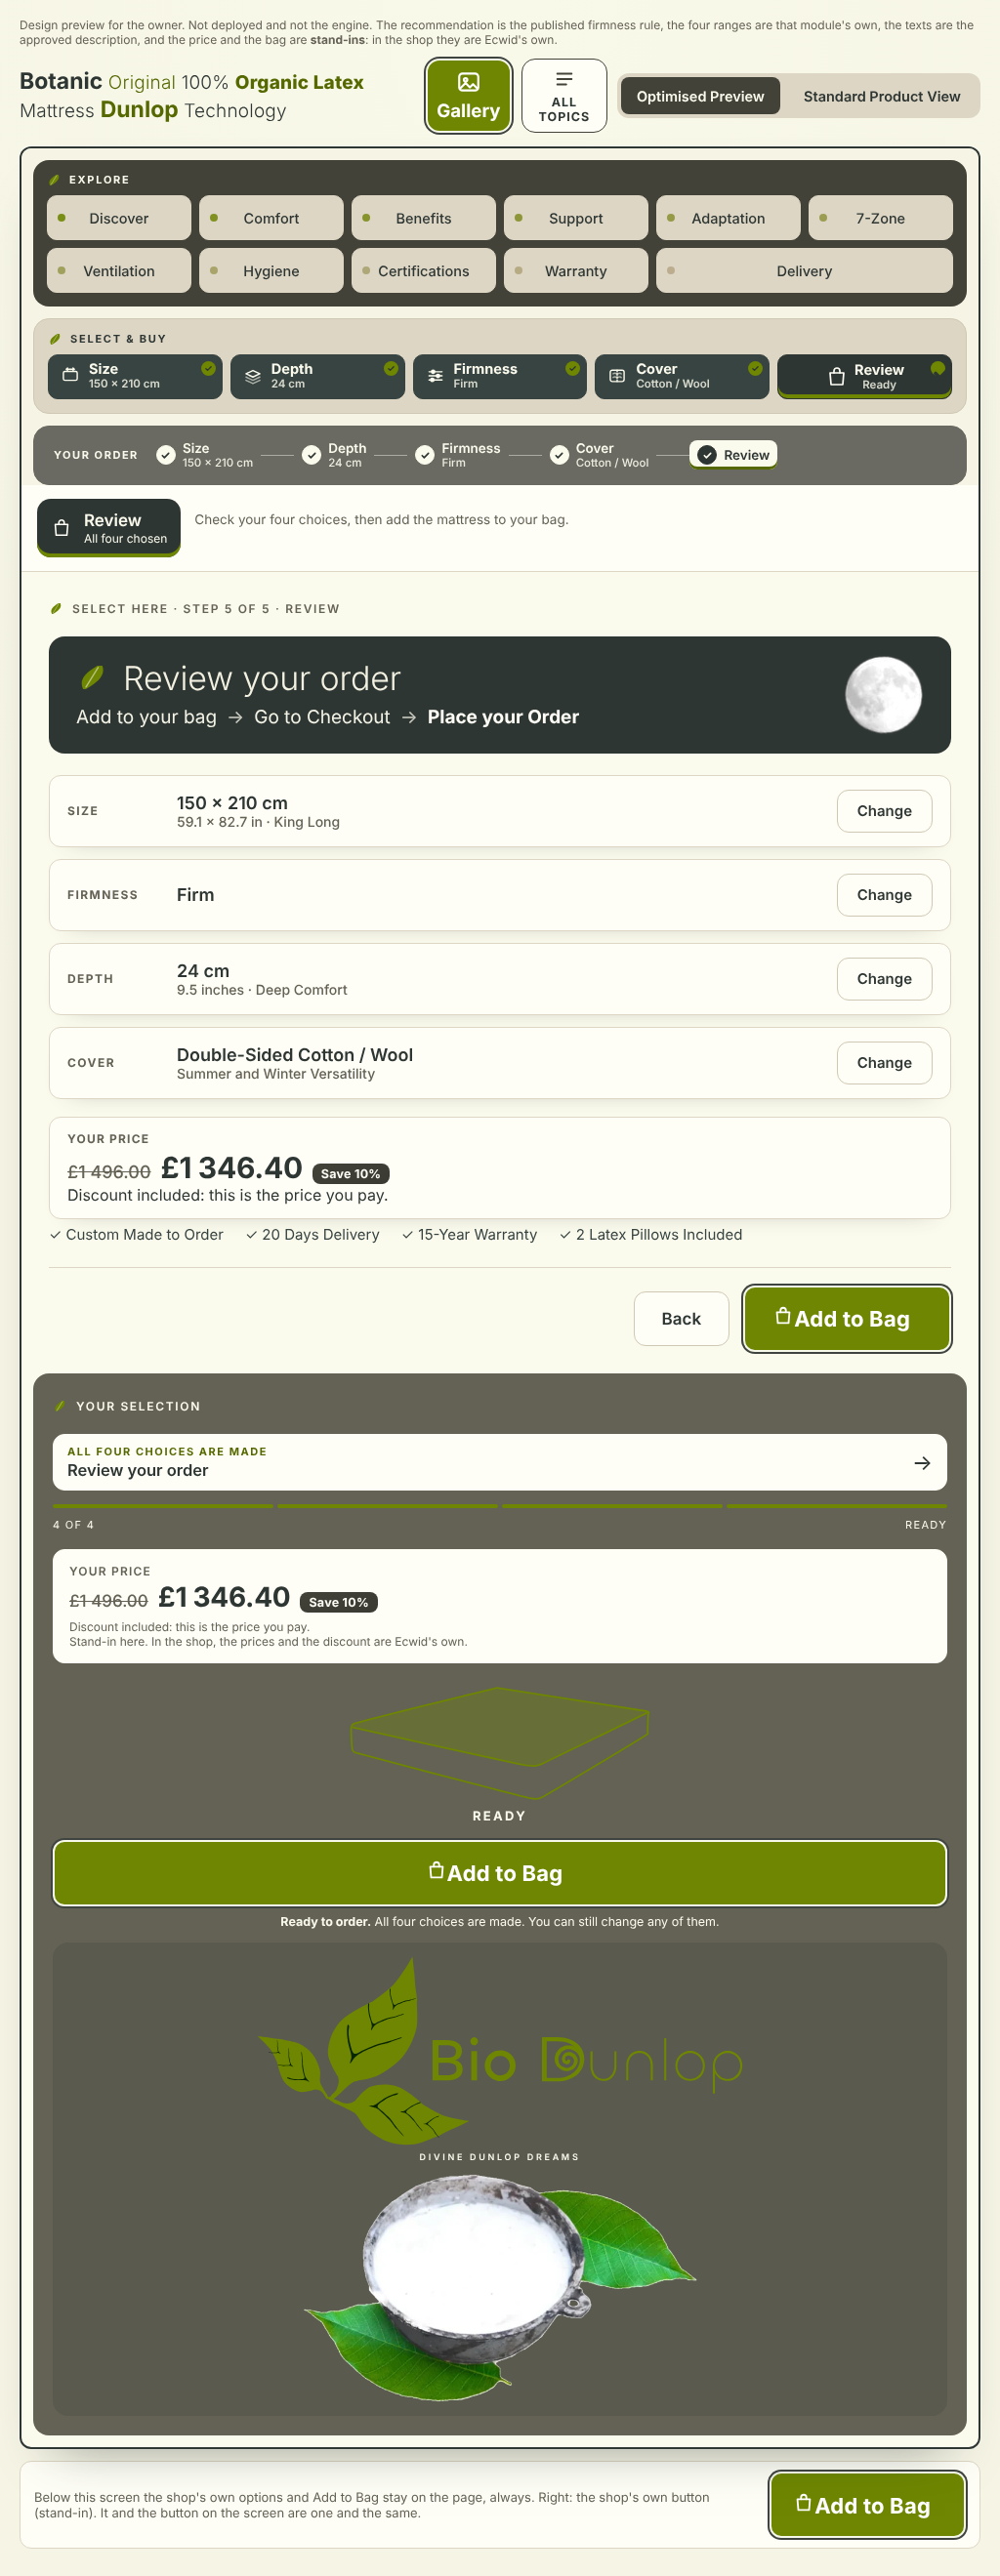 Design preview for the owner. Not deployed and not the engine. The recommendation is the published firmness rule, the four ranges are that module's own, the texts are the
approved description, and the price and the bag are stand-ins: in the shop they are Ecwid's own.
Botanic Original 100% Organic Latex
Mattress Dunlop Technology
Gallery
ALL
TOPICS
Optimised Preview
Standard Product View
EXPLORE
Discover
Comfort
Benefits
Support
Adaptation
7-Zone
Ventilation
Hygiene
Certifications
Warranty
Delivery
SELECT & BUY
Size
150 × 210 cm
Depth
24 cm
Firmness
Firm
Cover
Cotton / Wool
Review
Ready
YOUR ORDER
Size
150 × 210 cm
Depth
24 cm
Firmness
Firm
Cover
Cotton / Wool
Review
Review
All four chosen
Check your four choices, then add the mattress to your bag.
SELECT HERE · STEP 5 OF 5 · REVIEW
Review your order
Add to your bag → Go to Checkout → Place your Order
SIZE
150 × 210 cm
59.1 × 82.7 in · King Long
Change
FIRMNESS
Firm
Change
DEPTH
24 cm
9.5 inches · Deep Comfort
Change
COVER
Double-Sided Cotton / Wool
Summer and Winter Versatility
Change
YOUR PRICE
£1 496.00 £1 346.40 Save 10%
Discount included: this is the price you pay.
✓ Custom Made to Order ✓ 20 Days Delivery ✓ 15-Year Warranty ✓ 2 Latex Pillows Included
Back
Add to Bag
YOUR SELECTION
ALL FOUR CHOICES ARE MADE
Review your order →
4 OF 4
READY
YOUR PRICE
£1 496.00 £1 346.40 Save 10%
Discount included: this is the price you pay.
Stand-in here. In the shop, the prices and the discount are Ecwid's own.
READY
Add to Bag
Ready to order. All four choices are made. You can still change any of them.
Bio Dunlop
DIVINE DUNLOP DREAMS
Below this screen the shop's own options and Add to Bag stay on the page, always. Right: the shop's own button
(stand-in). It and the button on the screen are one and the same.
Add to Bag